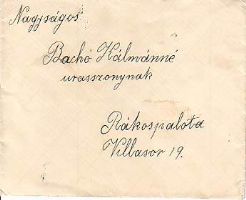 Nagyságos
Bachó Kálmánné
urasszonynak
Rákospalota
Villasor 19.